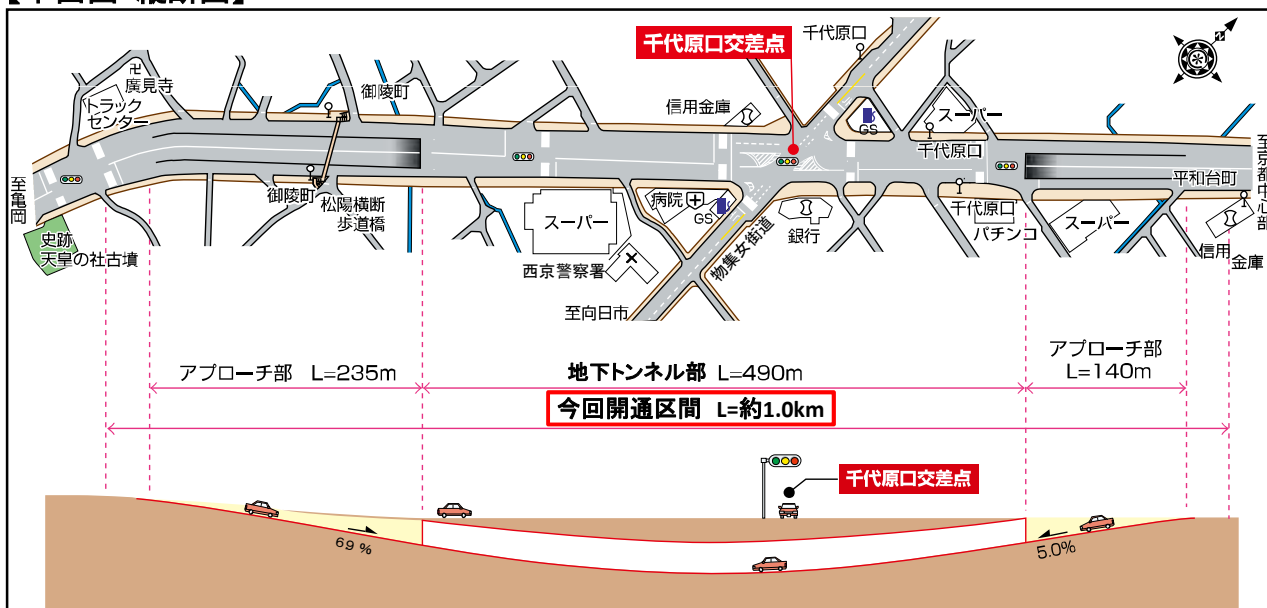 千代原口交差点
千代原口
卍
廣見寺
トラック
センター
御陵町
信用金庫
GS
スーパー
千代原口
至亀岡
至京都中心部
御陵町
松陽横断
歩道橋
史跡
天皇の杜古墳
スーパー
病院
GS
西京警察署
物集女街道
至向日市
銀行
千代原口
パチンコ
スーパー
平和台町
信用
金庫
アプローチ部 L=235m
地下トンネル部 L=490m
アプローチ部
L=140m
今回開通区間 L=約1.0km
千代原口交差点
69 %
5.0%